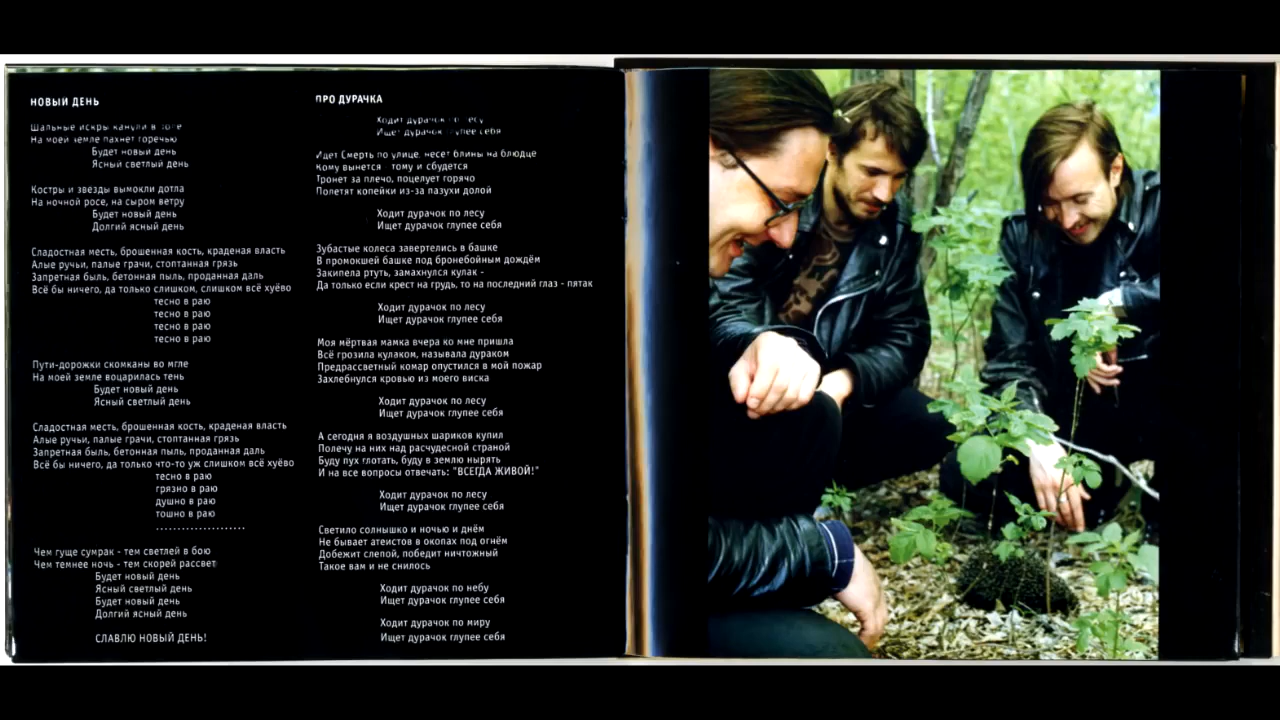 НОВЫЙ ДЕНЬ
Шальные искры канули в золе
На моей земле пахнет горечью
Будет новый день
Ясный светлый день
Костры и звезды вымокли дотла
На ночной росе, на сыром ветру
Будет новый день
Долгий ясный день
Сладостная месть, брошенная кость, краденая власть
Алые ручьи, палые грачи, стоптанная грязь
Запретная быль, бетонная пыль, проданная даль
Всё бы ничего, да только слишком, слишком всё хуёво
тесно в раю
тесно в раю
тесно в раю
тесно в раю
Пути-дорожки скомканы во мгле
На моей земле воцарилась тень
Будет новый день
Ясный светлый день
Сладостная месть, брошенная кость, краденая власть
Алые ручьи, палые грачи, стоптанная грязь
Запретная быль, бетонная пыль, проданная даль
Всё бы ничего, да только что-то уж слишком всё хуёво
тесно в раю
грязно в раю
душно в раю
тошно в раю
.....................
Чем гуще сумрак - тем светлей в бою
Чем темнее ночь - тем скорей рассвет
Будет новый день
Ясный светлый день
Будет новый день
Долгий ясный день
СЛАВЛЮ НОВЫЙ ДЕНЬ!
ПРО ДУРАЧКА
Ходит дурачок по лесу
Ищет дурачок глупее себя
Идет Смерть по улице, несет блины на блюдце
Кому вынется - тому и сбудется
Тронет за плечо, поцелует горячо
Полетят копейки из-за пазухи долой
Ходит дурачок по лесу
Ищет дурачок глупее себя
Зубастые колеса завертелись в башке
В промокшей башке под бронебойным дождём
Закипела ртуть, замахнулся кулак -
Да только если крест на грудь, то на последний глаз - пятак
Ходит дурачок по лесу
Ищет дурачок глупее себя
Моя мёртвая мамка вчера ко мне пришла
Всё грозила кулаком, называла дураком
Предрассветный комар опустился в мой пожар
Захлебнулся кровью из моего виска
Ходит дурачок по лесу
Ищет дурачок глупее себя
А сегодня я воздушных шариков купил
Полечу на них над расчудесной страной
Буду пух глотать, буду в землю нырять
И на все вопросы отвечать: "ВСЕГДА ЖИВОЙ!"
Ходит дурачок по лесу
Ищет дурачок глупее себя
Светило солнышко и ночью и днём
Не бывает атеистов в окопах под огнём
Добежит слепой, победит ничтожный
Такое вам и не снилось
Ходит дурачок по небу
Ищет дурачок глупее себя
Ходит дурачок по миру
Ищет дурачок глупее себя